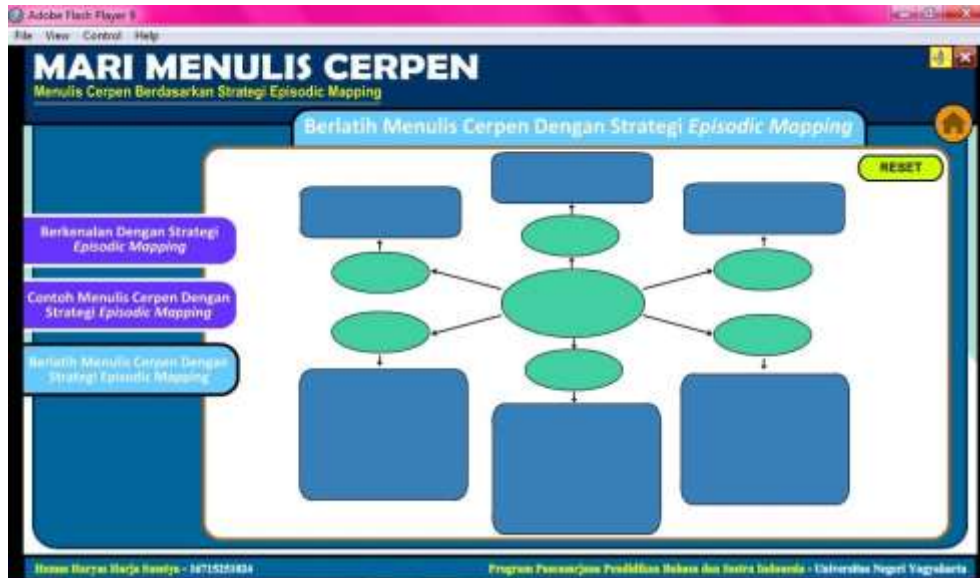 Adobe Flash Player 9
File View Control Help
MARI MENULIS CERPEN
Menulis Cerpen Berdasarkan Strategi Episodic Mapping
Berlatih Menulis Cerpen Dengan Strategi Episodic Mapping
RESET
Berkenalan Dengan Strategi
Episodic Mapping
Contoh Menulis Cerpen Dengan
Strategi Episodic Mapping
Berlatih Menulis Cerpen Dengan
Strategi Episodic Mapping
Program Pascasarjana Pendidikan Bahasa dan Sastra Indonesia - Universitas Negeri Yogyakarta